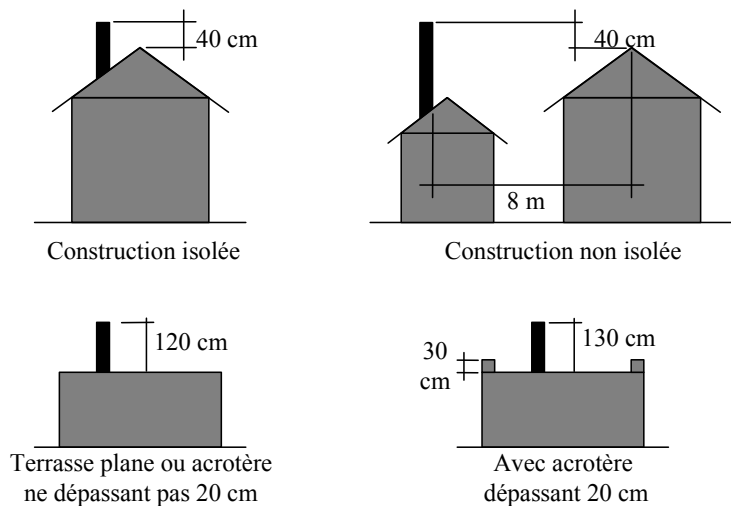 40 cm
40 cm
8 m
Construction isolée
Construction non isolée
120 cm
130 cm
30
cm
Terrasse plane ou acrotère
ne dépassant pas 20 cm
Avec acrotère
dépassant 20 cm